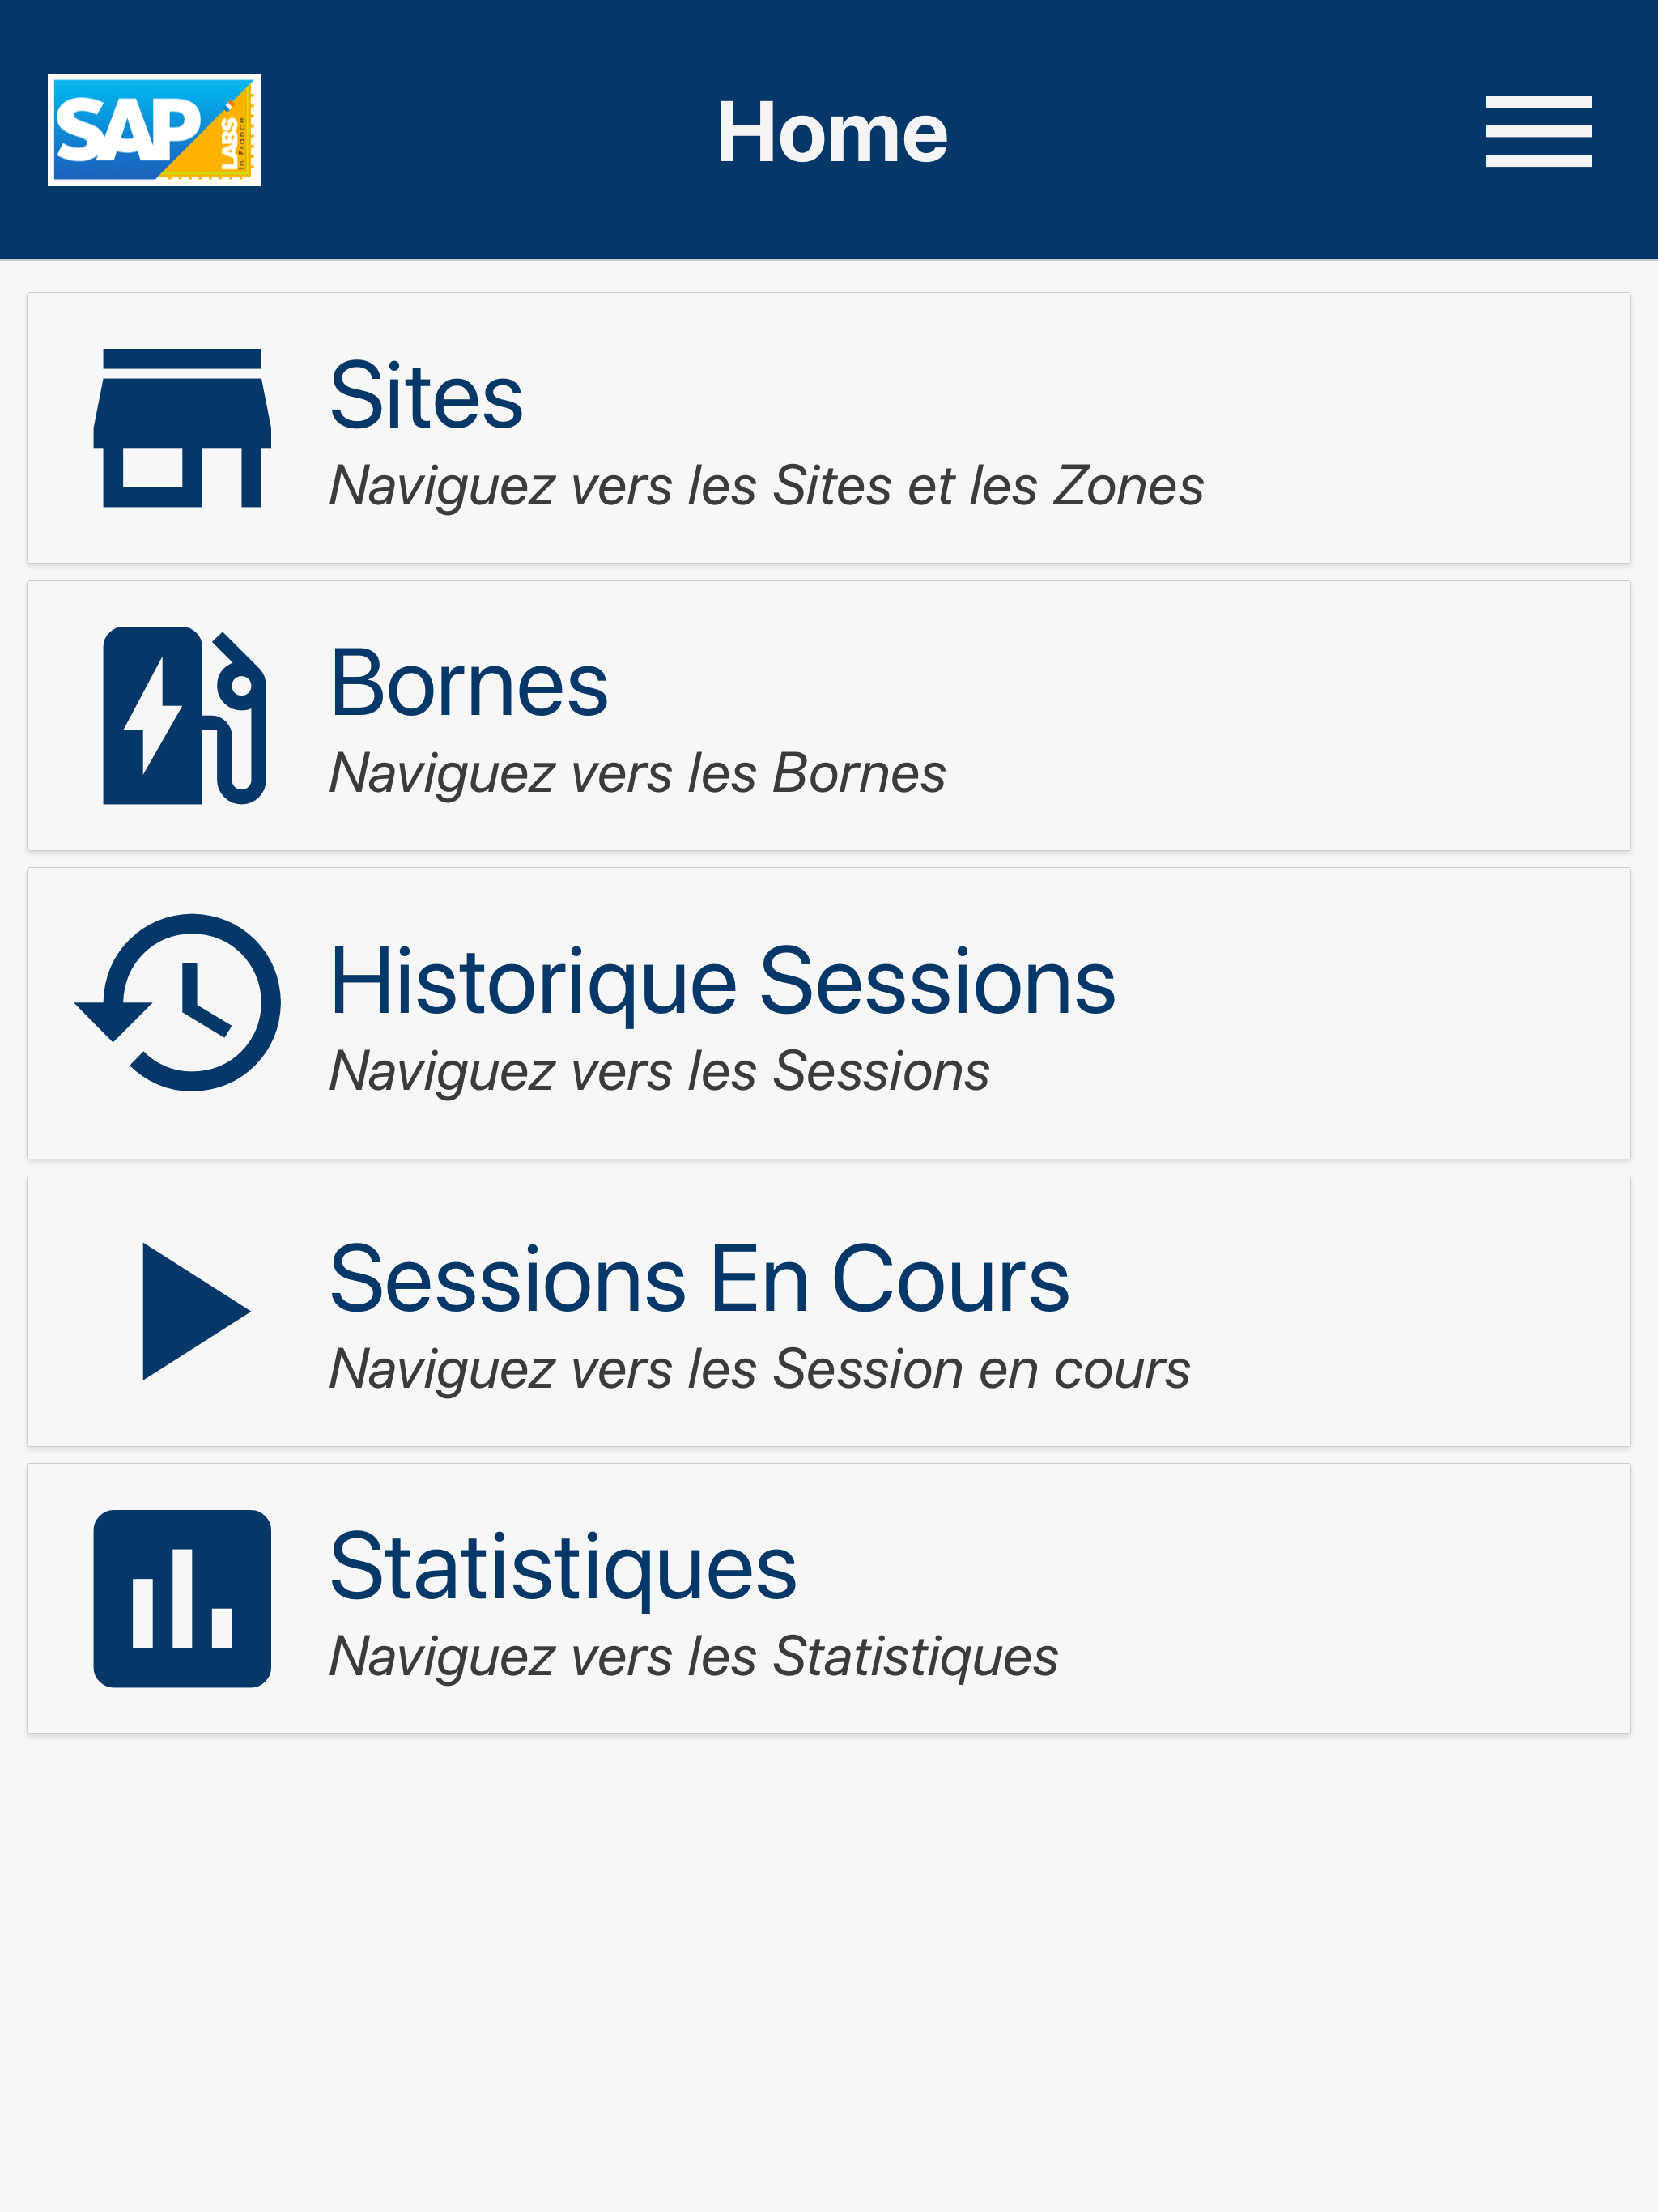 SAP
LABS
in France
Home
Sites
Naviguez vers les Sites et les Zones
Bornes
Naviguez vers les Bornes
Historique Sessions
Naviguez vers les Sessions
Sessions En Cours
Naviguez vers les Session en cours
Statistiques
Naviguez vers les Statistiques